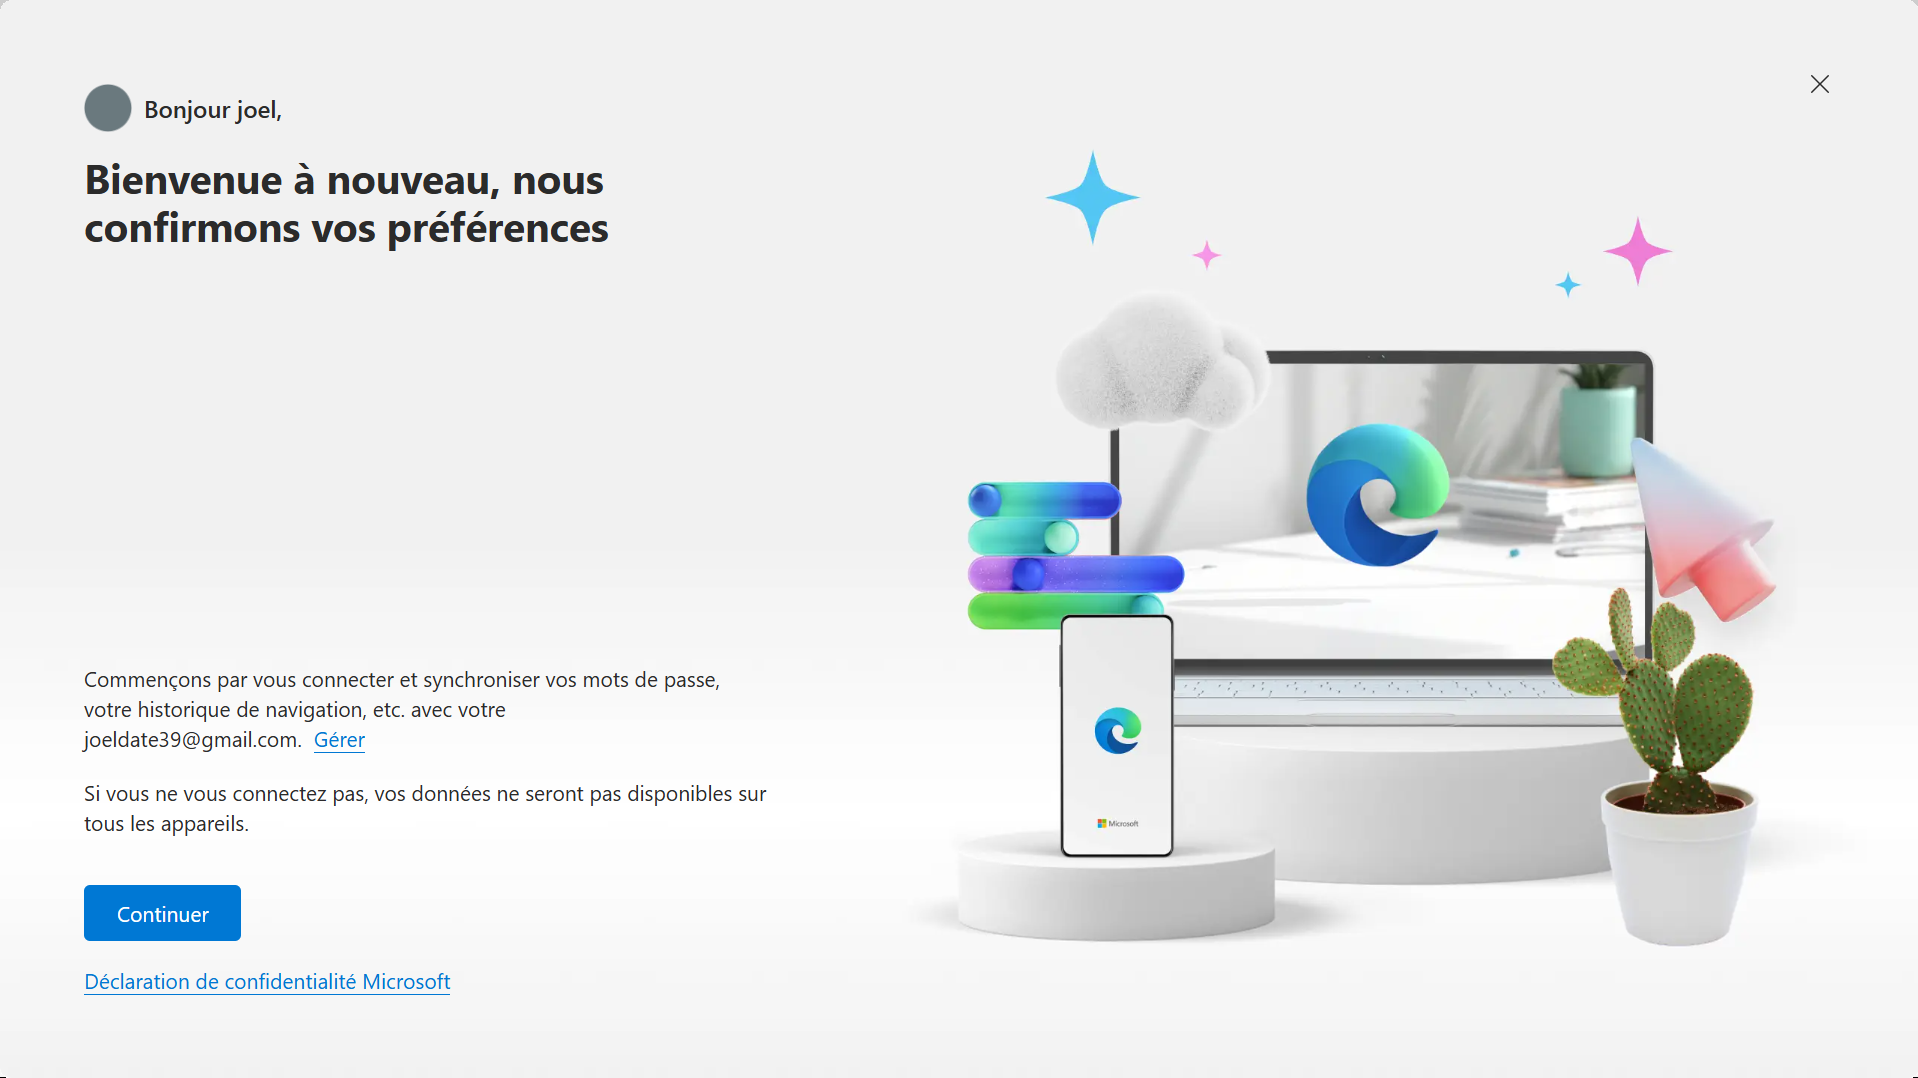 Bonjour joel,
Bienvenue à nouveau, nous
confirmons vos préférences
Commençons par vous connecter et synchroniser vos mots de passe,
votre historique de navigation, etc. avec votre
joeldate39@gmail.com. Gérer
Si vous ne vous connectez pas, vos données ne seront pas disponibles sur
tous les appareils.
Continuer
Déclaration de confidentialité Microsoft
Microsoft